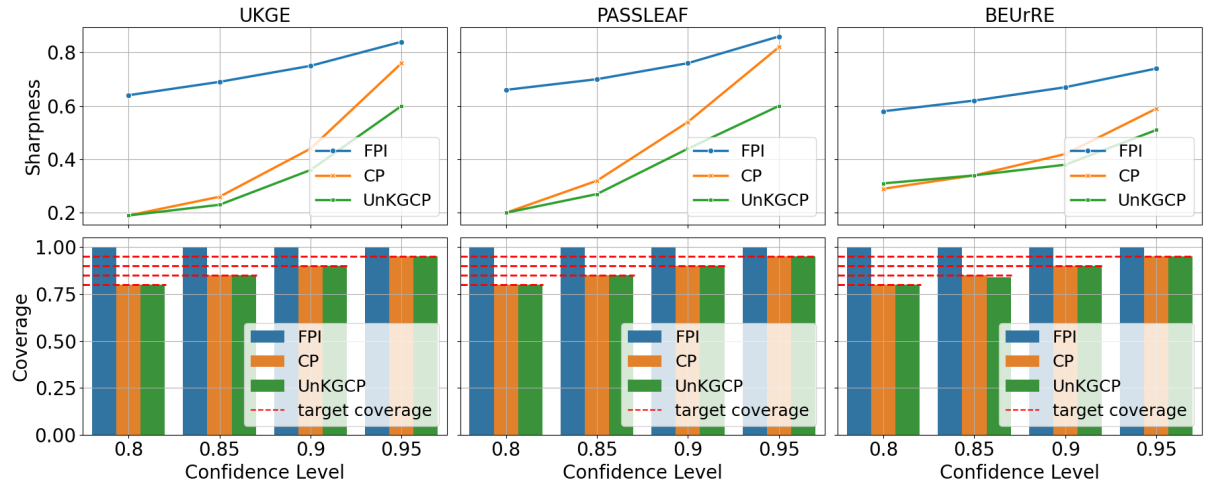 UKGE
PASSLEAF
BEUrRE
Sharpness
0.8
0.6
0.4
0.2
FPI
CP
UnKGCP
FPI
CP
UnKGCP
FPI
CP
UnKGCP
Coverage
1.00
0.75
0.50
0.25
0.00
FPI
CP
UnKGCP
target coverage
FPI
CP
UnKGCP
target coverage
FPI
CP
UnKGCP
target coverage
0.8 0.85 0.9 0.95
0.8 0.85 0.9 0.95
0.8 0.85 0.9 0.95
Confidence Level
Confidence Level
Confidence Level